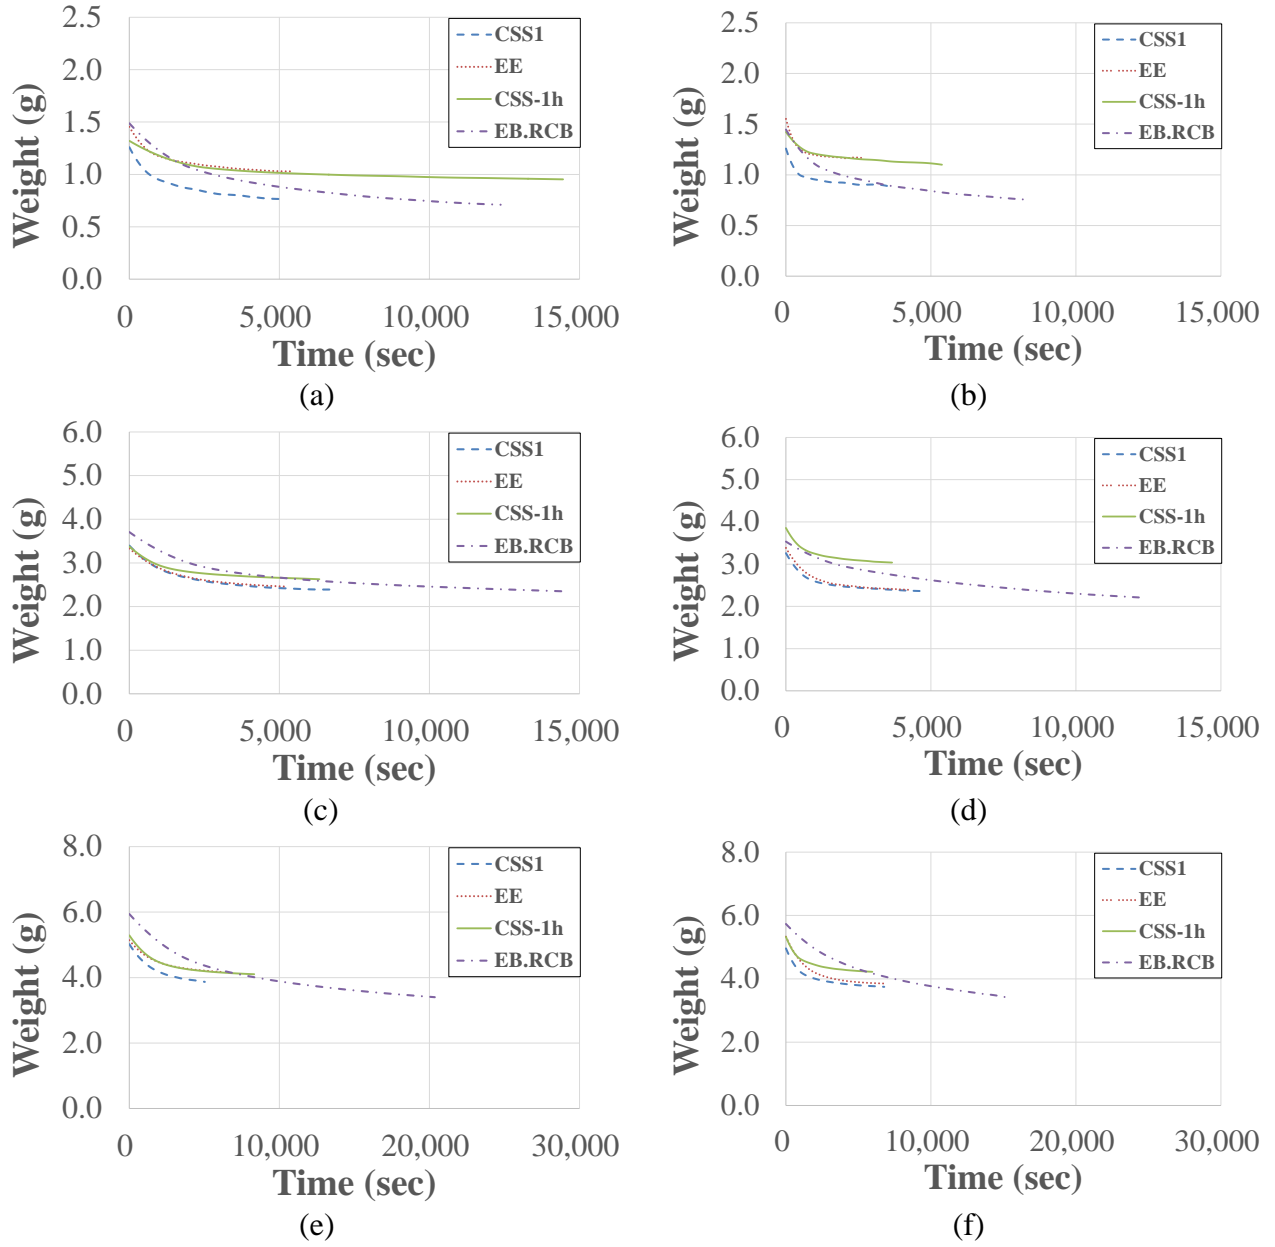 2.5
2.0
1.5
1.0
0.5
0.0
Weight (g)
CSS1
EE
CSS-1h
EB.RCB
0 5,000 10,000 15,000
Time (sec)
(a)
2.5
2.0
1.5
1.0
0.5
0.0
Weight (g)
CSS1
EE
CSS-1h
EB.RCB
0 5,000 10,000 15,000
Time (sec)
(b)
6.0
5.0
4.0
3.0
2.0
1.0
0.0
Weight (g)
CSS1
EE
CSS-1h
EB.RCB
0 5,000 10,000 15,000
Time (sec)
(c)
6.0
5.0
4.0
3.0
2.0
1.0
0.0
Weight (g)
CSS1
EE
CSS-1h
EB.RCB
0 5,000 10,000 15,000
Time (sec)
(d)
8.0
6.0
4.0
2.0
0.0
Weight (g)
CSS1
EE
CSS-1h
EB.RCB
0 10,000 20,000 30,000
Time (sec)
(e)
8.0
6.0
4.0
2.0
0.0
Weight (g)
CSS1
EE
CSS-1h
EB.RCB
0 10,000 20,000 30,000
Time (sec)
(f)